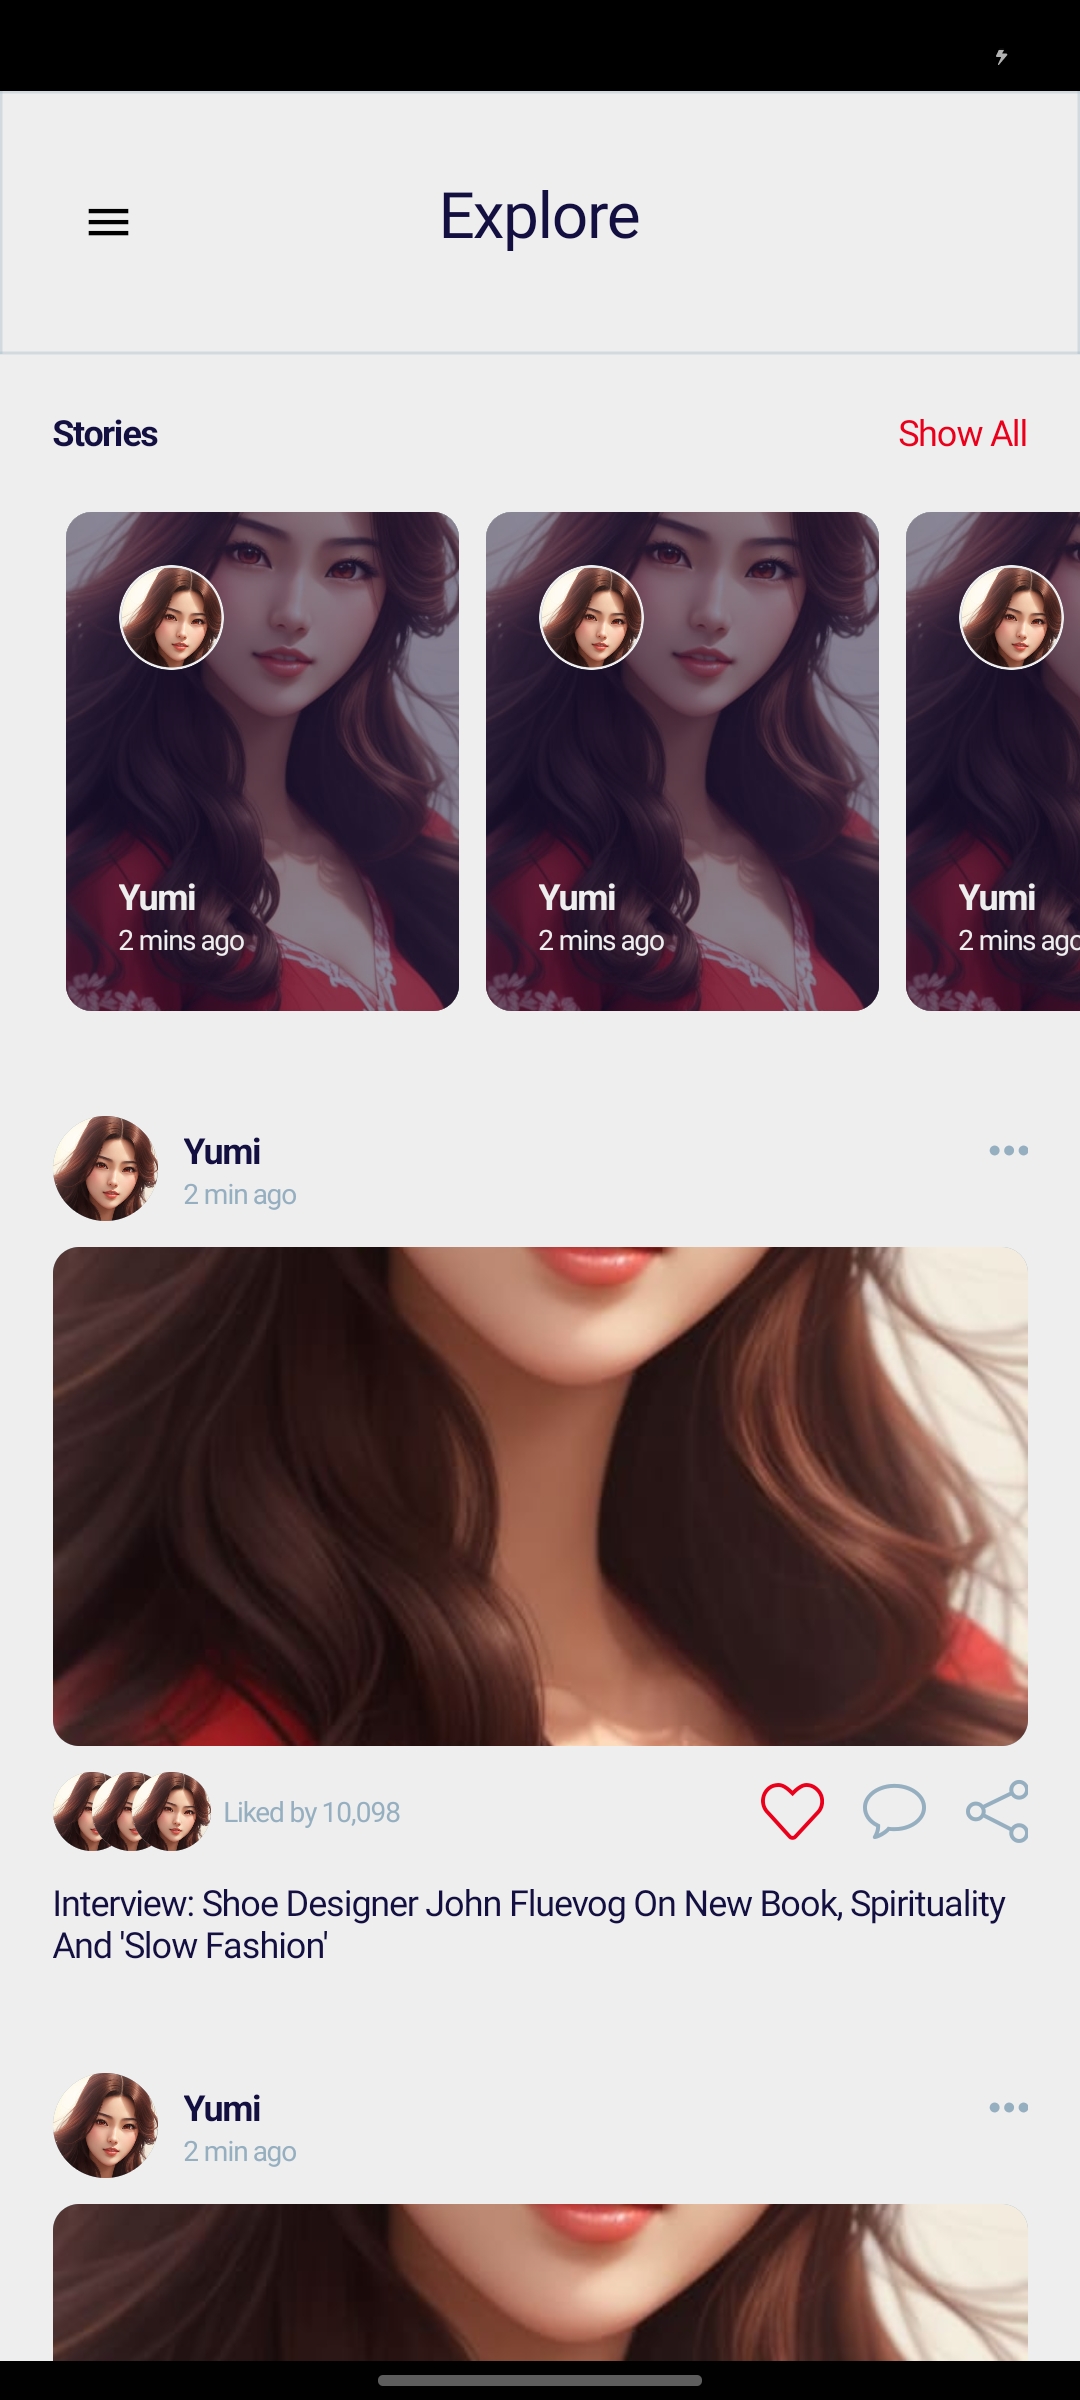 Explore
Stories
Show All
Yumi
2 mins ago
Yumi
2 mins ago
Yumi
2 mins ago
Yumi
2 min ago
Liked by 10,098
Interview: Shoe Designer John Fluevog On New Book, Spirituality
And 'Slow Fashion'
Yumi
2 min ago